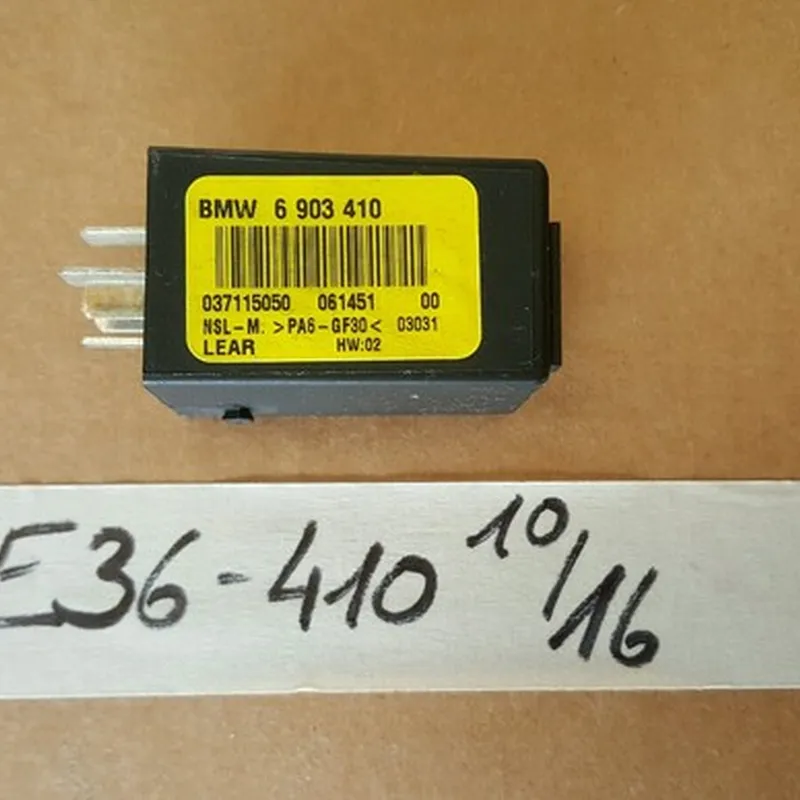 BMW 6 903 410
037115050 061451 00
NSL-M. >PA6-GF30< 03031
LEAR HW:02
E36-410 10/16